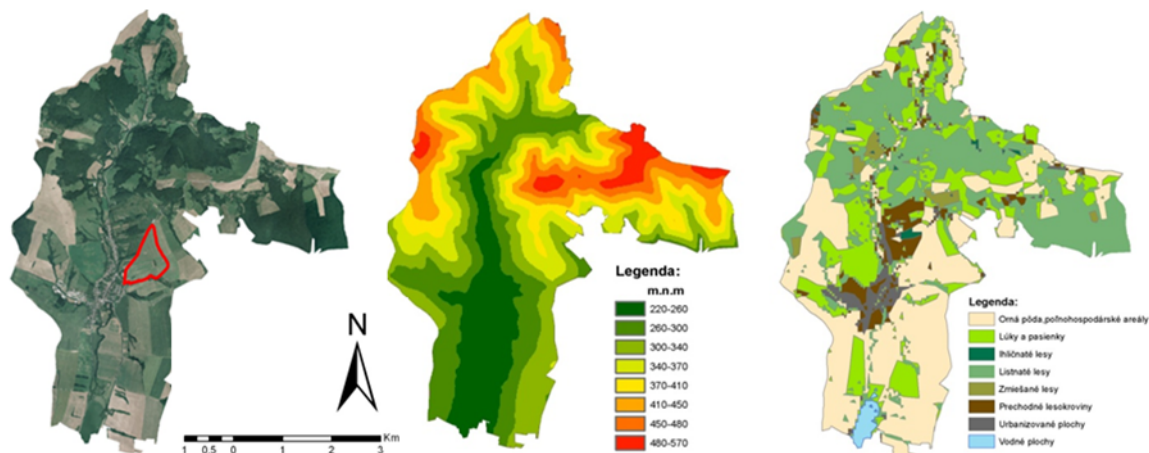 N
1 0.5 0 1 2 3
Km
Legenda:
m.n.m
220-260
260-300
300-340
340-370
370-410
410-450
450-480
480-570
Legenda:
Orná pôda,poľnohospodárské areály
Lúky a pasienky
Ihličnaté lesy
Listnaté lesy
Zmiešané lesy
Prechodné lesokroviny
Urbanizované plochy
Vodné plochy